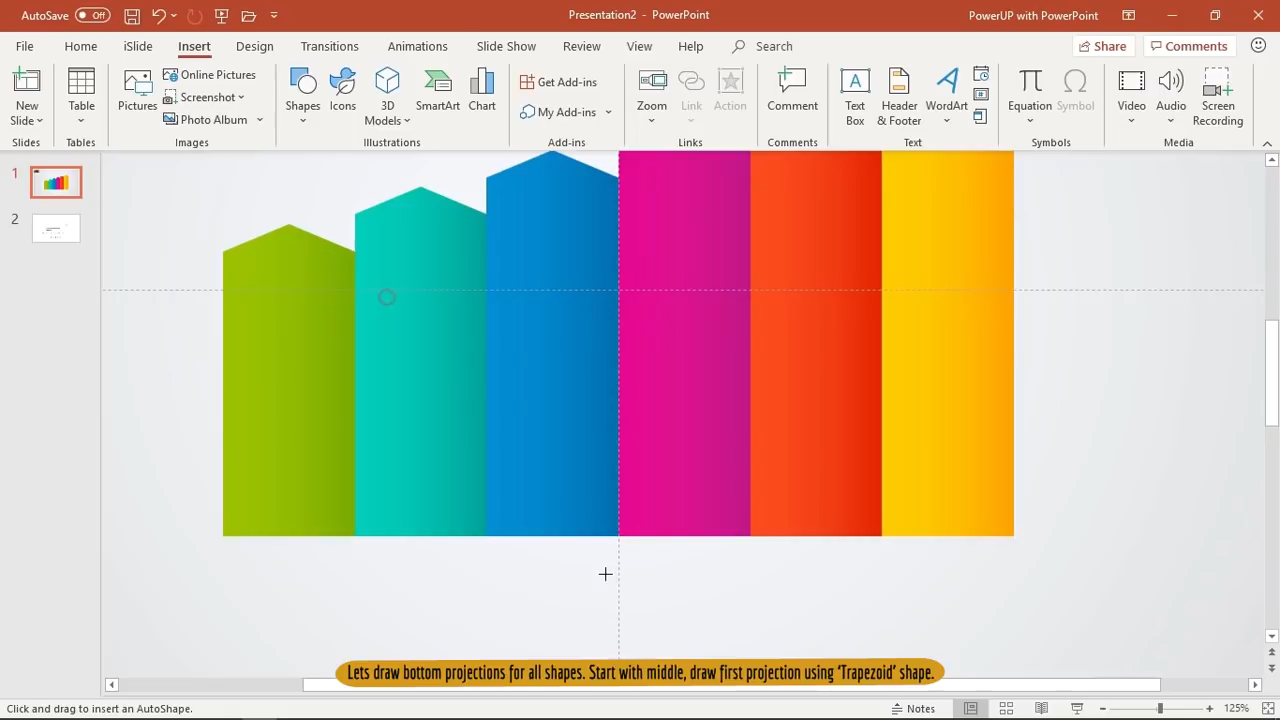 AutoSave Off
Presentation2 - PowerPoint
PowerUP with PowerPoint
File Home iSlide Insert Design Transitions Animations Slide Show Review View Help Search Share Comments
New Slide
Table
Pictures
Online Pictures
Screenshot
Photo Album
Shapes
Icons
3D Models
SmartArt
Chart
Get Add-ins
My Add-ins
Zoom
Link
Action
Comment
Text Box
Header & Footer
WordArt
Equation
Symbol
Video
Audio
Screen Recording
Slides Tables Images Illustrations Add-ins Links Comments Text Symbols Media
1
2
Lets draw bottom projections for all shapes. Start with middle, draw first projection using ‘Trapezoid’ shape.
Click and drag to insert an AutoShape.
Notes
125%